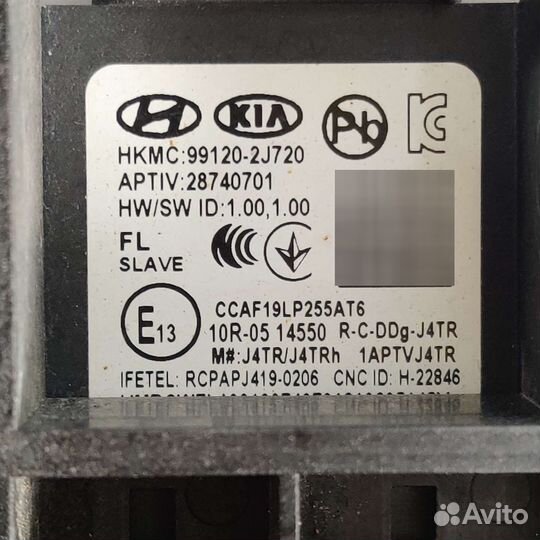 KIA Pb
HKMC:99120-2J720
APTIV:28740701
HW/SW ID:1.00,1.00
FL
SLAVE
E13
CCAF19LP255AT6
10R-05 14550 R-C-DDg-J4TR
M#:J4TR/J4TRh 1APTVJ4TR
IFETEL: RCPAPJ419-0206 CNC ID: H-22846
Avito